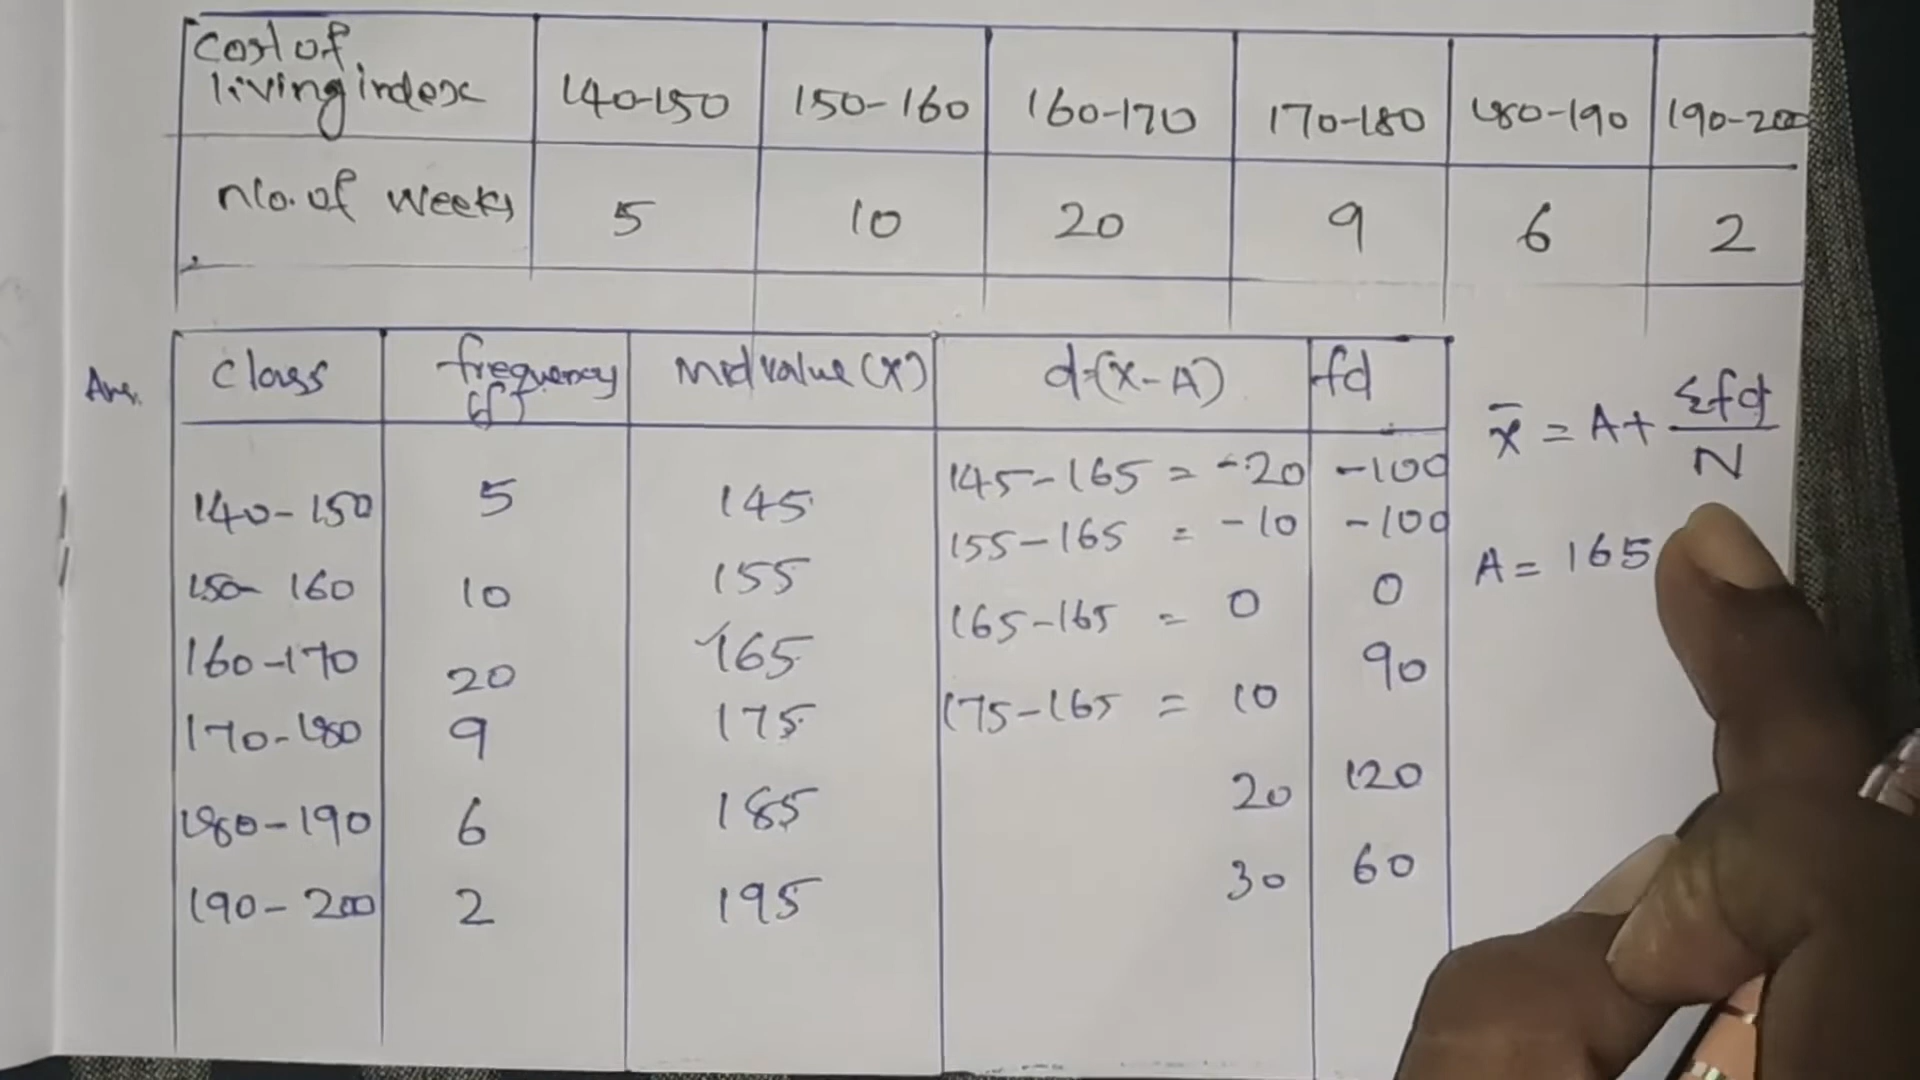 Cost of
living index 140-150 150-160 160-170 170-180 180-190 190-200
No. of weeks 5 10 20 9 6 2
Ans. class frequency (f) Mid value (x) d=(x-A) fd
x̄ = A+ Σfd/N
140-150 5 145 145-165 = -20 -100
150-160 10 155 155-165 = -10 -100
A = 165
160-170 20 165 165-165 = 0 0
170-180 9 175 175-165 = 10 90
180-190 6 185 20 120
190-200 2 195 30 60